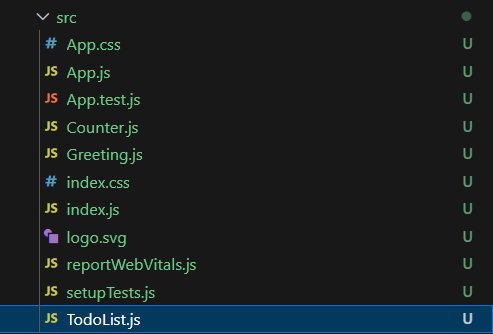 src
# App.css U
JS App.js U
JS App.test.js U
JS Counter.js U
JS Greeting.js U
# index.css U
JS index.js U
logo.svg U
JS reportWebVitals.js U
JS setupTests.js U
JS TodoList.js U